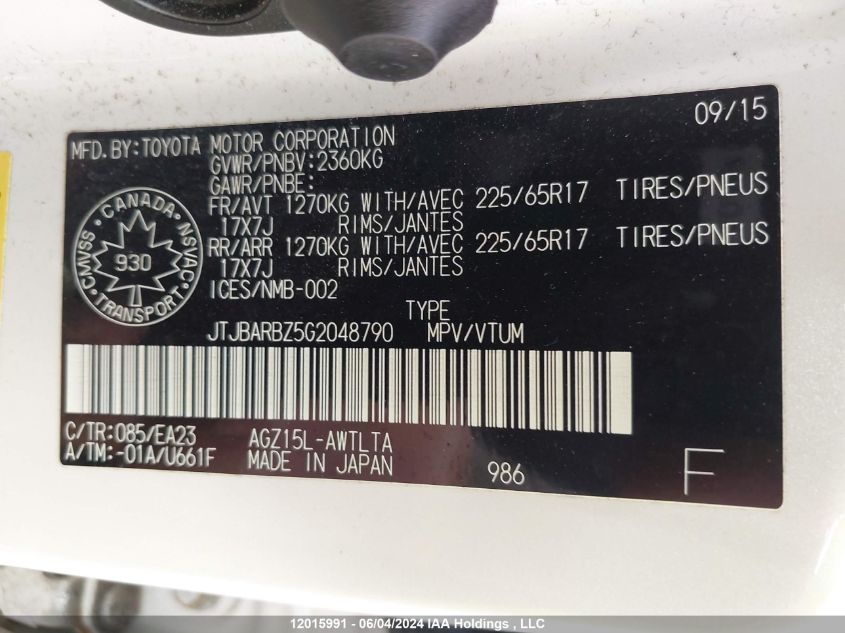 09/15
MFD. BY:TOYOTA MOTOR CORPORATION
GVWR/PNBV:2360KG
GAWR/PNBE:
FR/AVT 1270KG WITH/AVEC 225/65R17 TIRES/PNEUS
17X7J RIMS/JANTES
RR/ARR 1270KG WITH/AVEC 225/65R17 TIRES/PNEUS
17X7J RIMS/JANTES
ICES/NMB-002
CANADA
CMVSS 930 NSVAC
TRANSPORT
TYPE
JTJBARBZ5G2048790 MPV/VTUM
C/TR:085/EA23 AGZ15L-AWTLTA
A/TM:-01A/U661F MADE IN JAPAN 986 F
12015991 - 06/04/2024 IAA Holdings , LLC